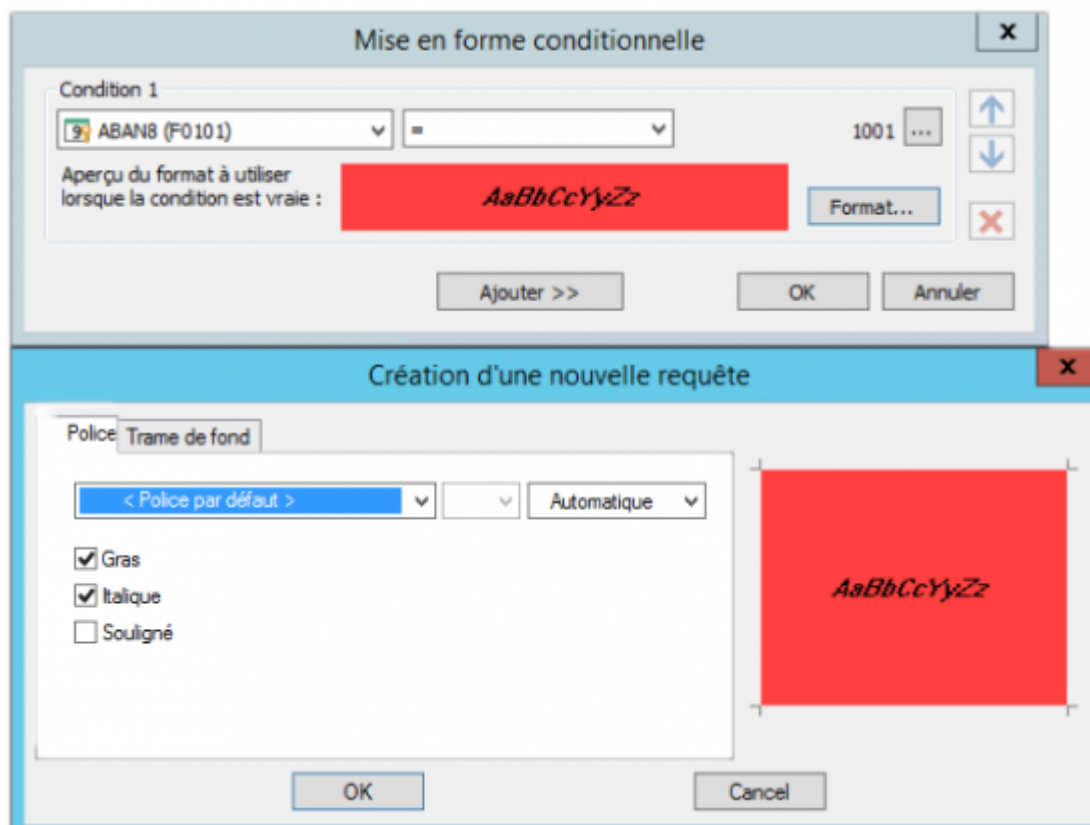 Mise en forme conditionnelle
x
Condition 1
ABAN8 (F0101) = 1001 ...
Aperçu du format à utiliser
lorsque la condition est vraie :
AaBbCcYyZz
Format...
Ajouter >> OK Annuler
Création d'une nouvelle requête
x
Police Trame de fond
< Police par défaut > Automatique
Gras
Italique
Souligné
AaBbCcYyZz
OK Cancel